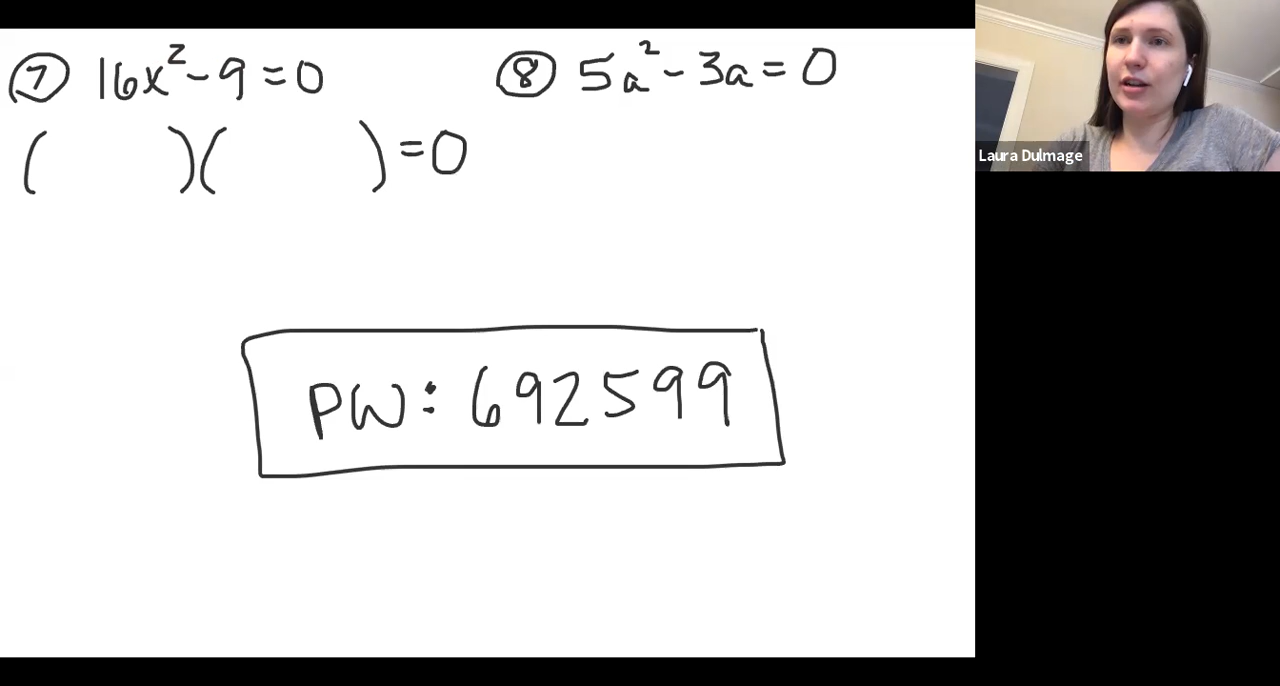 ⑦ 16x² - 9 = 0
⑧ 5a² - 3a = 0
( )( ) = 0
PW: 692599
Laura Dulmage